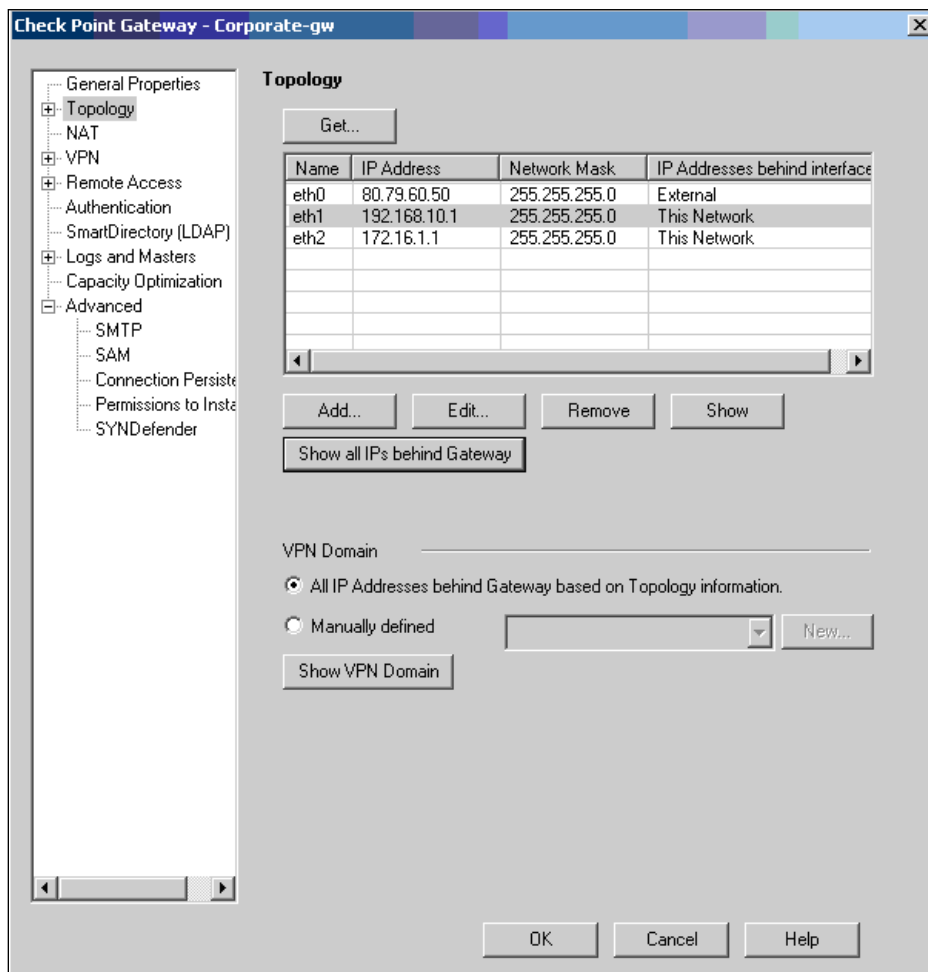 Check Point Gateway - Corporate-gw
General Properties
Topology
NAT
VPN
Remote Access
Authentication
SmartDirectory (LDAP)
Logs and Masters
Capacity Optimization
Advanced
SMTP
SAM
Connection Persiste
Permissions to Insta
SYNDefender
Topology
Get...
Name IP Address Network Mask IP Addresses behind interface
eth0 80.79.60.50 255.255.255.0 External
eth1 192.168.10.1 255.255.255.0 This Network
eth2 172.16.1.1 255.255.255.0 This Network
Add... Edit... Remove Show
Show all IPs behind Gateway
VPN Domain
All IP Addresses behind Gateway based on Topology information.
Manually defined New...
Show VPN Domain
OK Cancel Help